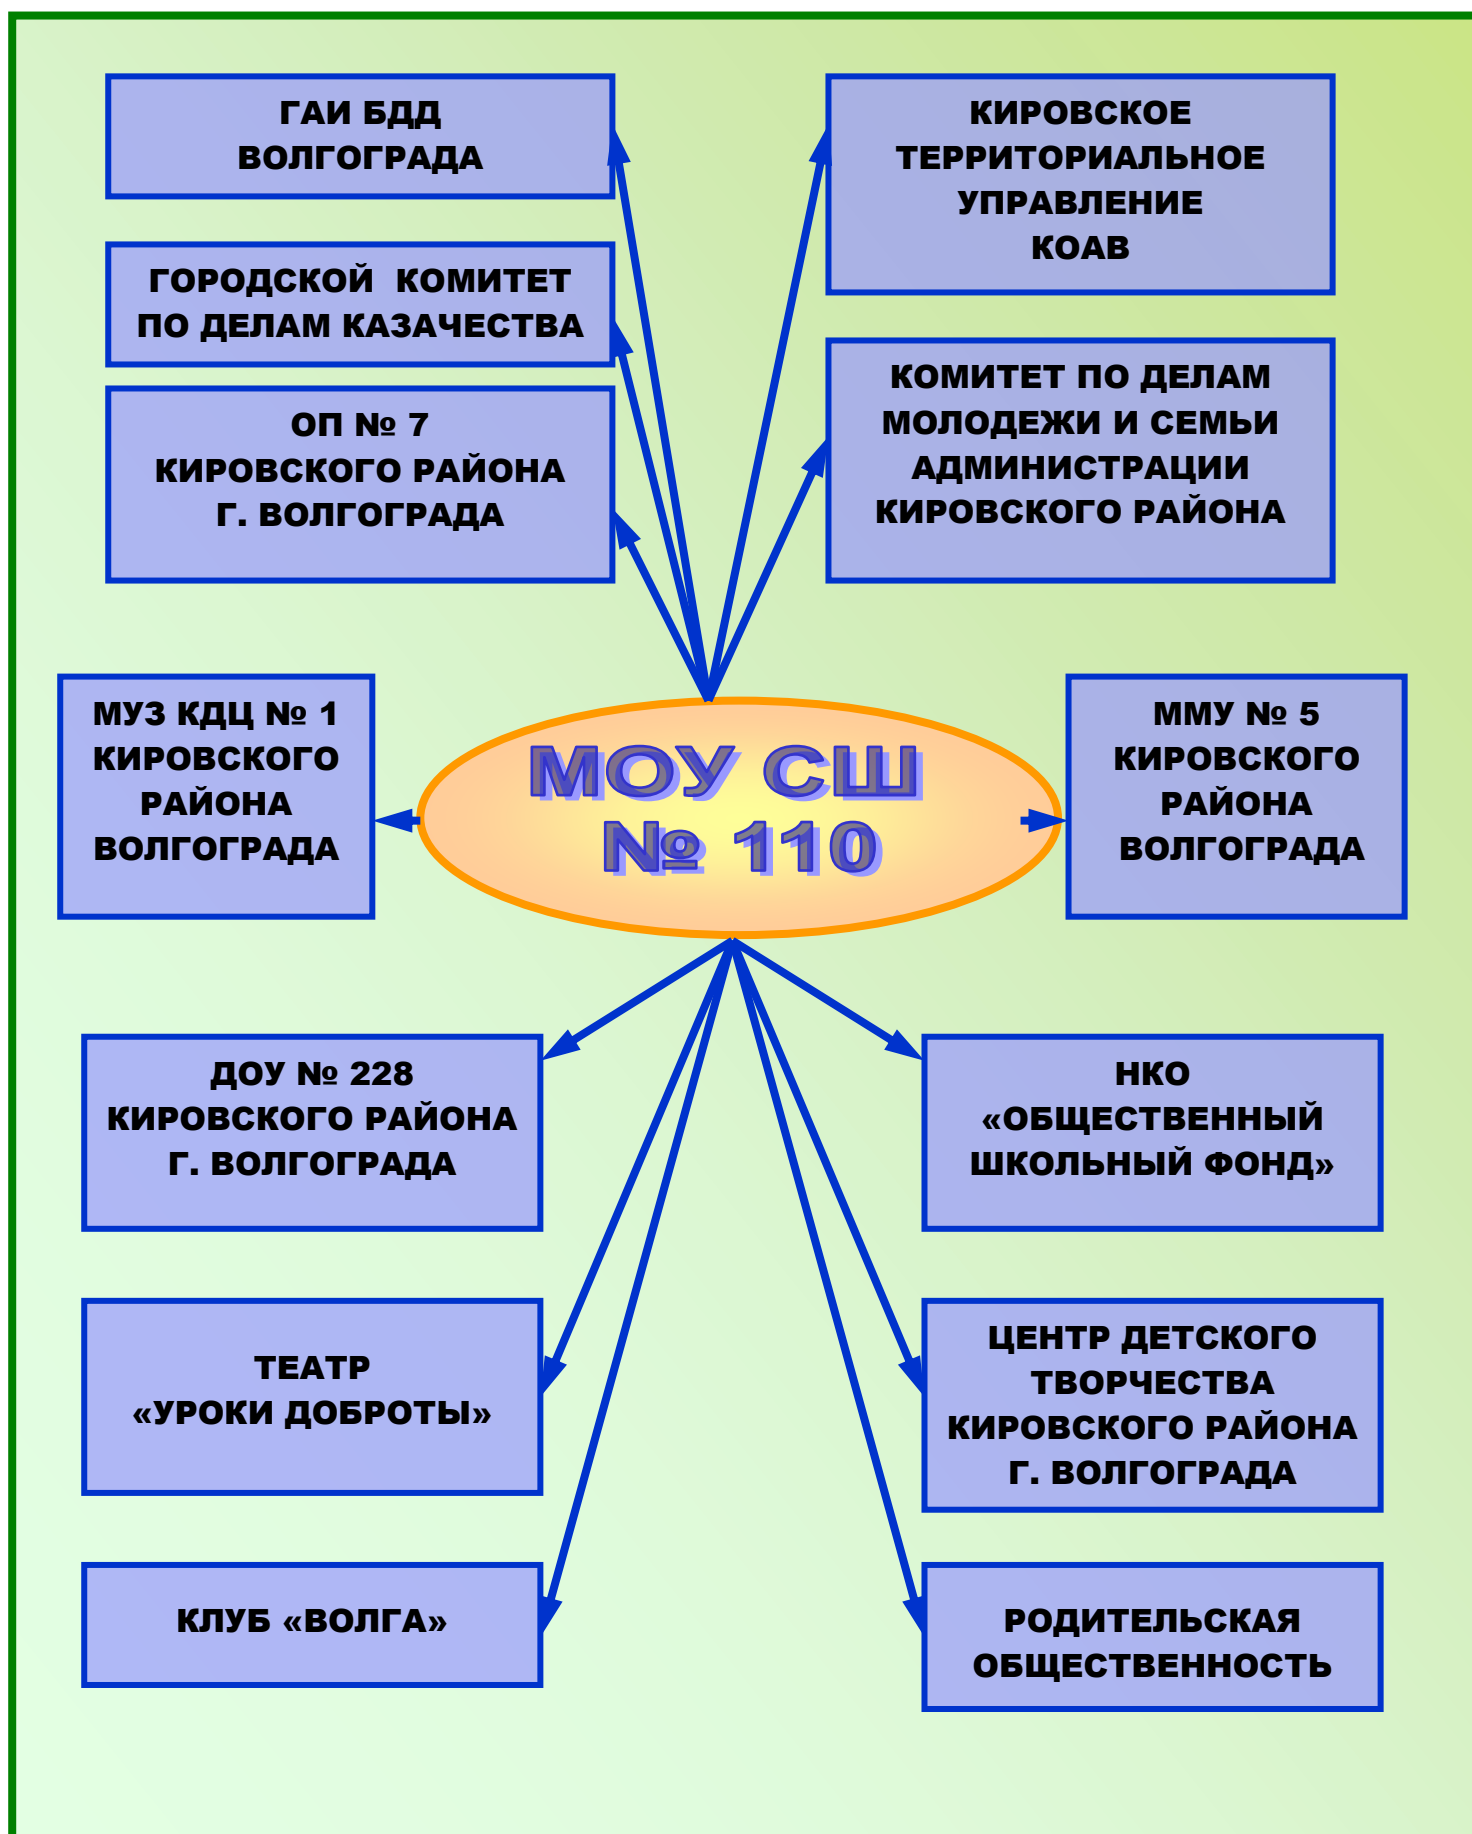 ГАИ БДД
ВОЛГОГРАДА
КИРОВСКОЕ
ТЕРРИТОРИАЛЬНОЕ
УПРАВЛЕНИЕ
КОАВ
ГОРОДСКОЙ КОМИТЕТ
ПО ДЕЛАМ КАЗАЧЕСТВА
КОМИТЕТ ПО ДЕЛАМ
МОЛОДЕЖИ И СЕМЬИ
АДМИНИСТРАЦИИ
КИРОВСКОГО РАЙОНА
ОП № 7
КИРОВСКОГО РАЙОНА
Г. ВОЛГОГРАДА
МУЗ КДЦ № 1
КИРОВСКОГО
РАЙОНА
ВОЛГОГРАДА
МОУ СШ
№ 110
ММУ № 5
КИРОВСКОГО
РАЙОНА
ВОЛГОГРАДА
ДОУ № 228
КИРОВСКОГО РАЙОНА
Г. ВОЛГОГРАДА
НКО
«ОБЩЕСТВЕННЫЙ
ШКОЛЬНЫЙ ФОНД»
ТЕАТР
«УРОКИ ДОБРОТЫ»
ЦЕНТР ДЕТСКОГО
ТВОРЧЕСТВА
КИРОВСКОГО РАЙОНА
Г. ВОЛГОГРАДА
КЛУБ «ВОЛГА»
РОДИТЕЛЬСКАЯ
ОБЩЕСТВЕННОСТЬ